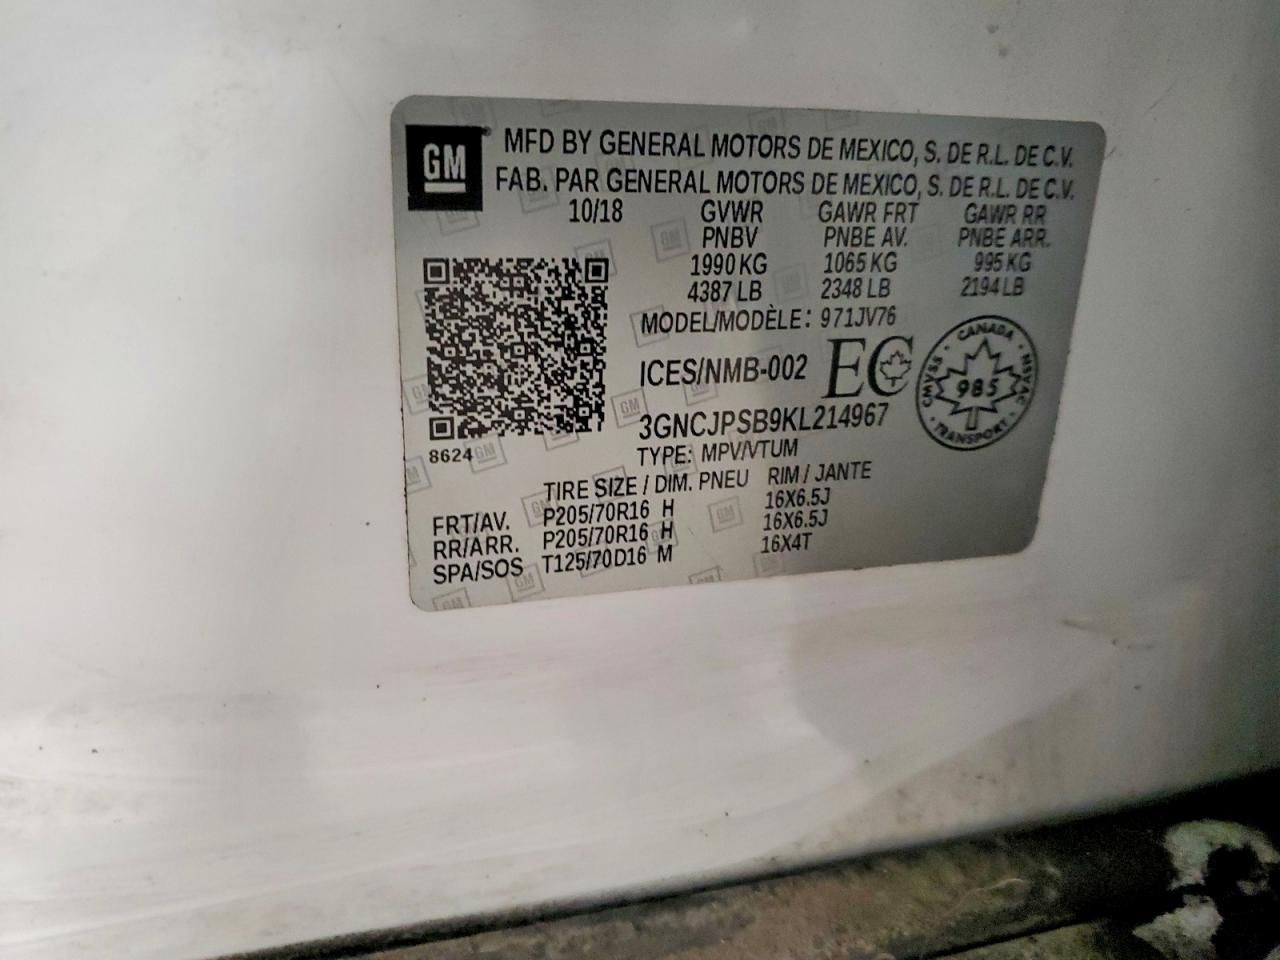 GM
MFD BY GENERAL MOTORS DE MEXICO, S. DE R.L. DE C.V.
FAB. PAR GENERAL MOTORS DE MEXICO, S. DE R.L. DE C.V.
10/18 GVWR GAWR FRT GAWR RR
PNBV PNBE AV. PNBE ARR.
1990 KG 1065 KG 995 KG
4387 LB 2348 LB 2194 LB
MODEL/MODÈLE: 971JV76
ICES/NMB-002 EC
CANADA
CMVSS 985 NSVAC
TRANSPORT
3GNCJPSB9KL214967
8624 TYPE: MPV/VTUM
TIRE SIZE / DIM. PNEU RIM / JANTE
FRT/AV. P205/70R16 H 16X6.5J
RR/ARR. P205/70R16 H 16X6.5J
SPA/SOS T125/70D16 M 16X4T